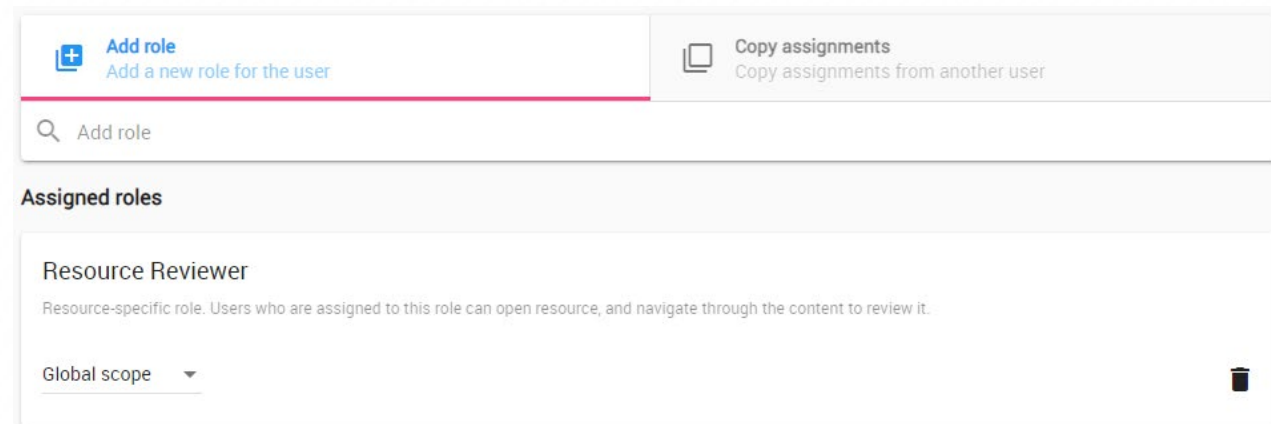 Add role
Add a new role for the user
Copy assignments
Copy assignments from another user
Add role
Assigned roles
Resource Reviewer
Resource-specific role. Users who are assigned to this role can open resource, and navigate through the content to review it.
Global scope